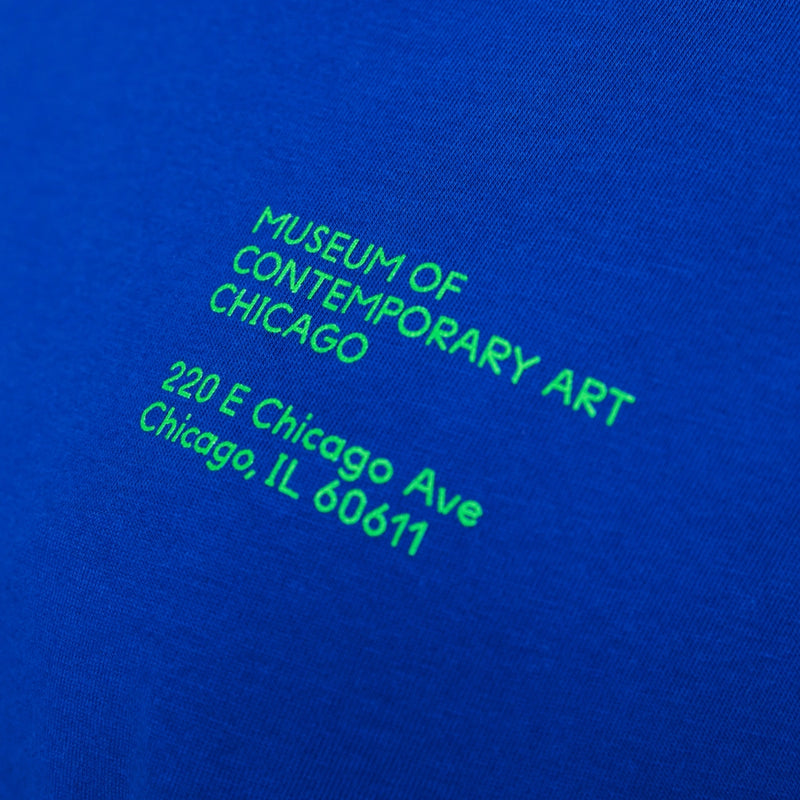 MUSEUM OF
CONTEMPORARY ART
CHICAGO
220 E Chicago Ave
Chicago, IL 60611